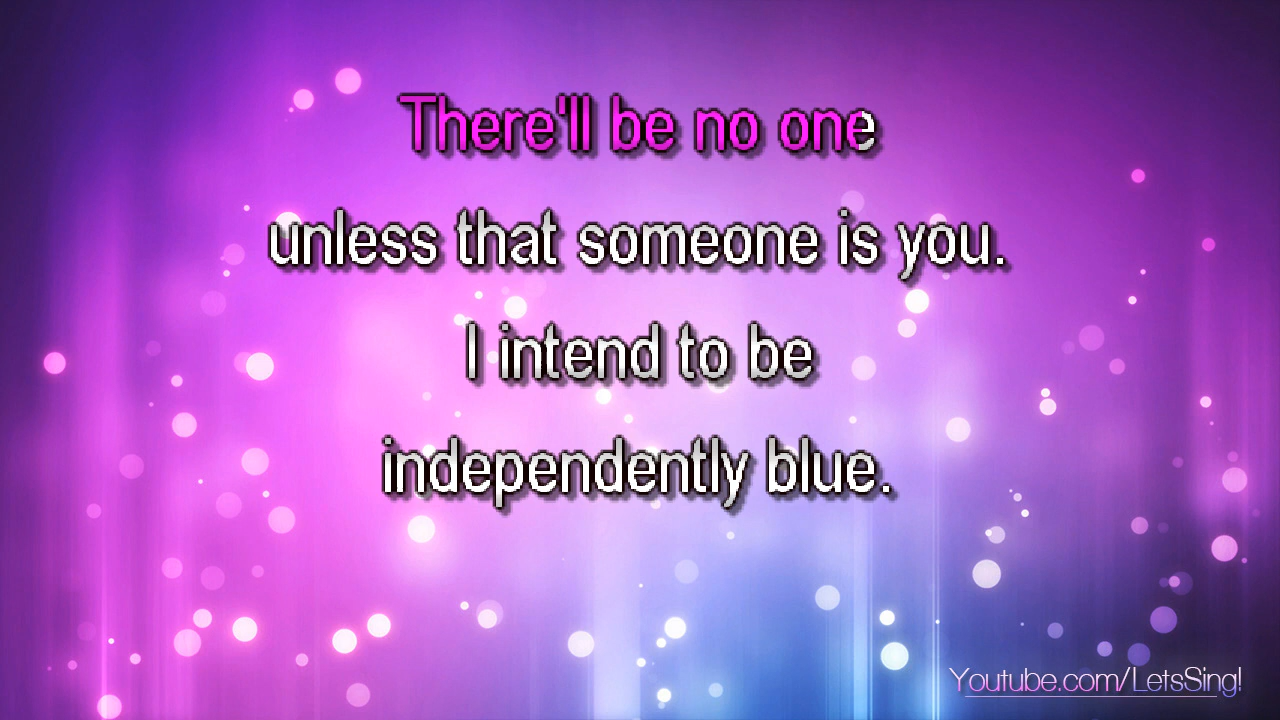 There'll be no one
unless that someone is you.
I intend to be
independently blue.
Youtube.com/LetsSing!